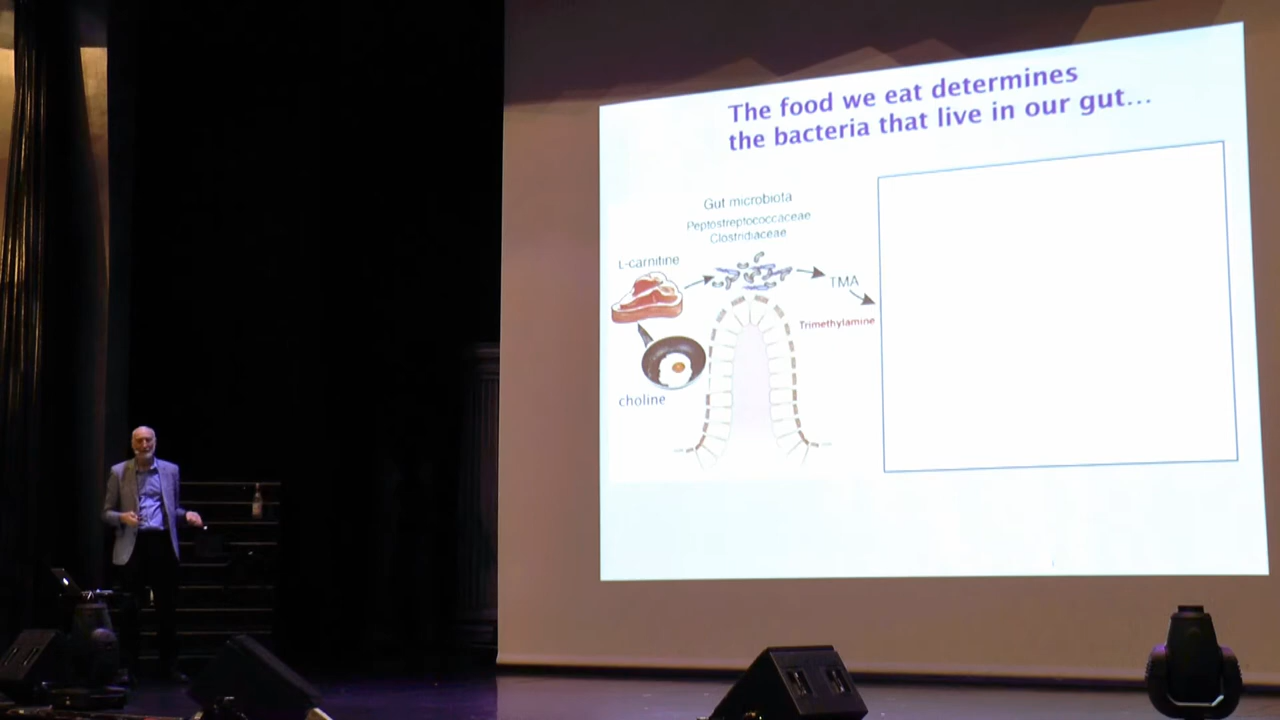 The food we eat determines
the bacteria that live in our gut...
Gut microbiota
Peptostreptococcaceae
Clostridiaceae
L-carnitine
TMA
Trimethylamine
choline